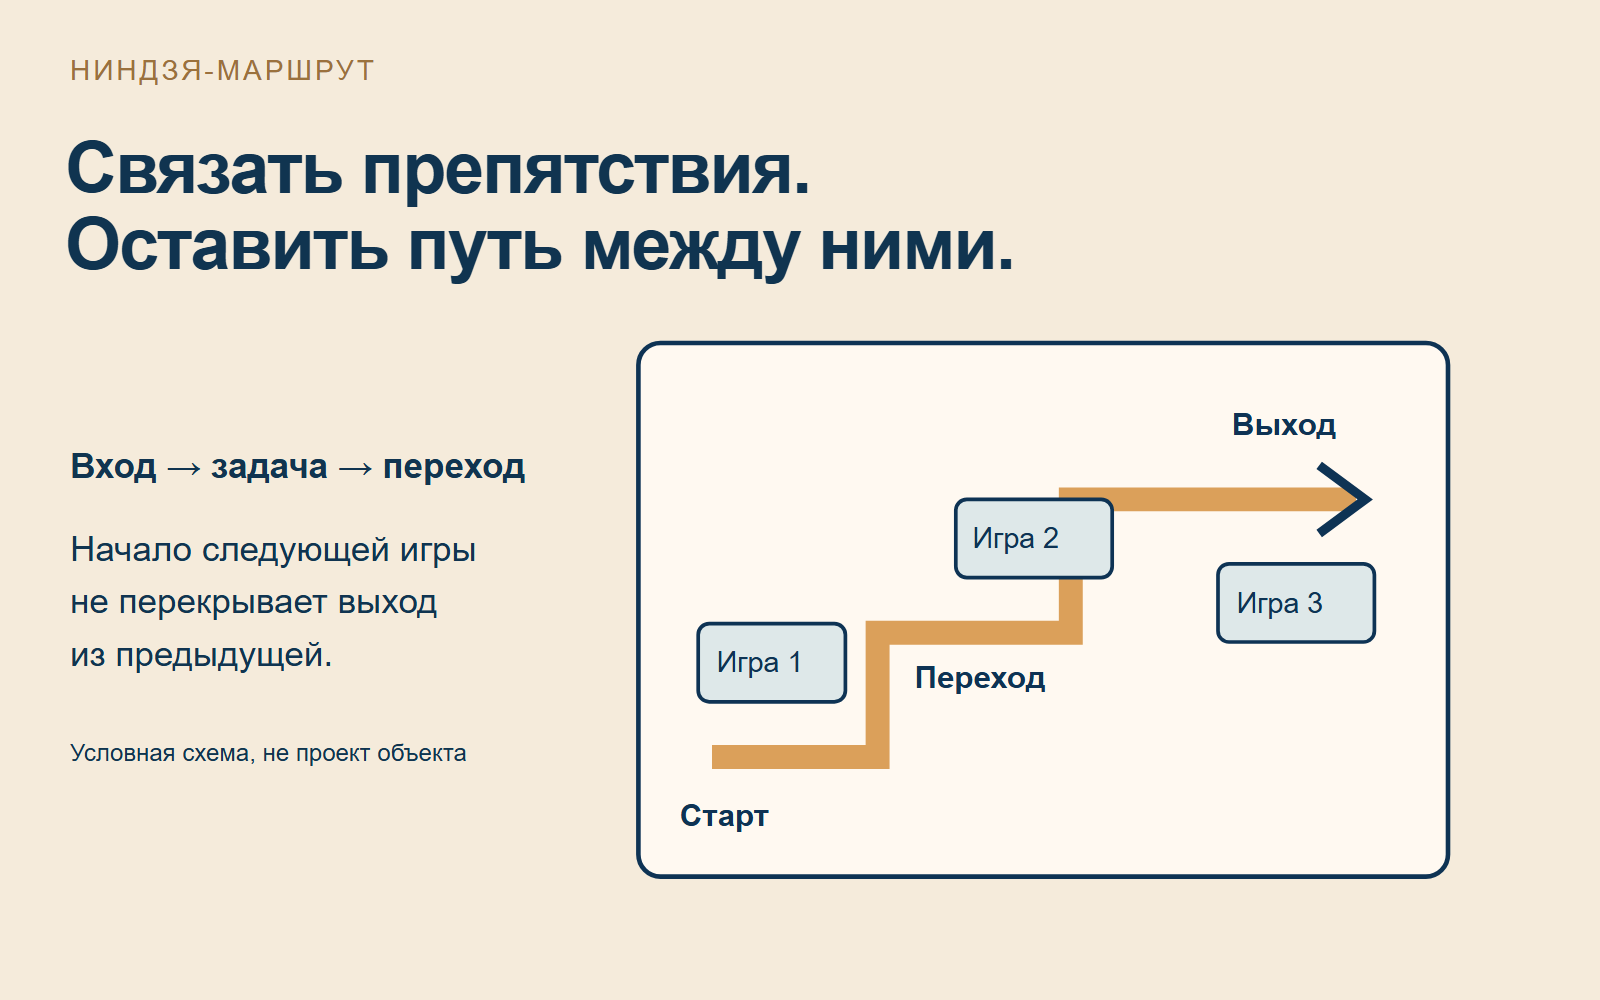 НИНДЗЯ-МАРШРУТ
Связать препятствия.
Оставить путь между ними.
Вход → задача → переход
Начало следующей игры
не перекрывает выход
из предыдущей.
Условная схема, не проект объекта
Выход
Игра 2
Игра 3
Игра 1
Переход
Старт